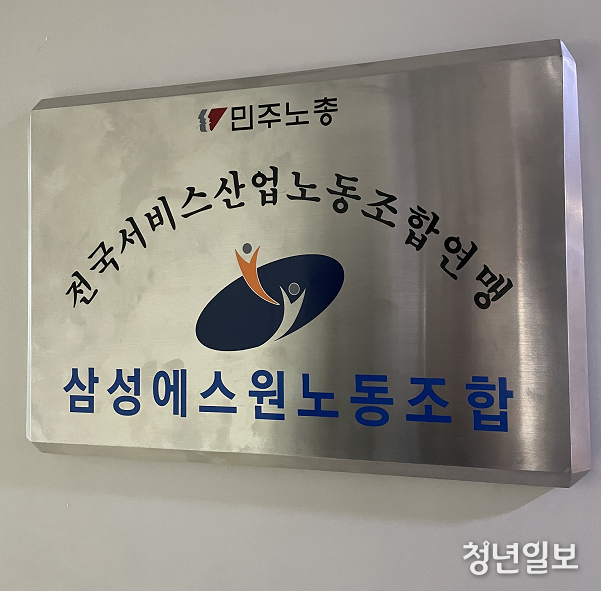 민주노총
전국서비스산업노동조합연맹
삼성에스원노동조합
청년일보